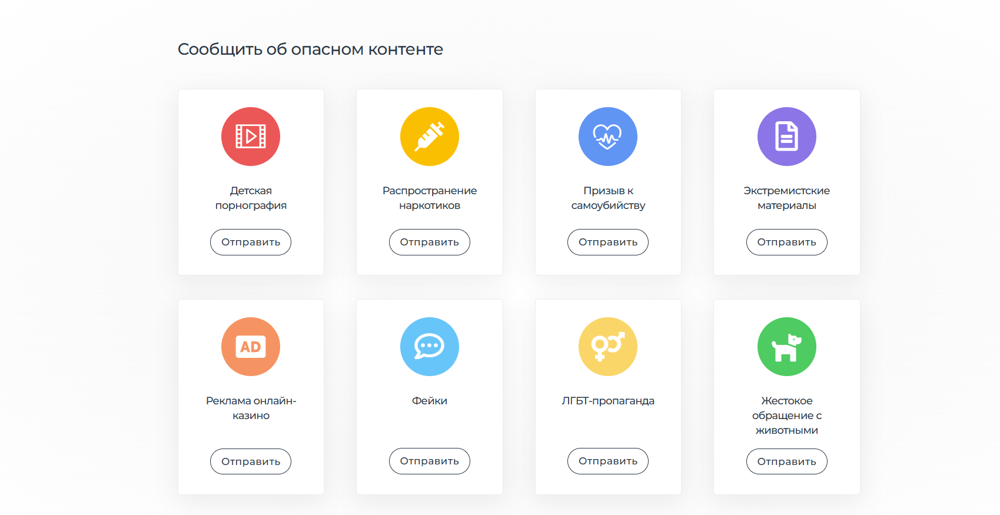 Сообщить об опасном контенте
Детская
порнография
Отправить
Распространение
наркотиков
Отправить
Призыв к
самоубийству
Отправить
Экстремистские
материалы
Отправить
AD
Реклама онлайн-
казино
Отправить
Фейки
Отправить
ЛГБТ-пропаганда
Отправить
Жестокое
обращение с
животными
Отправить